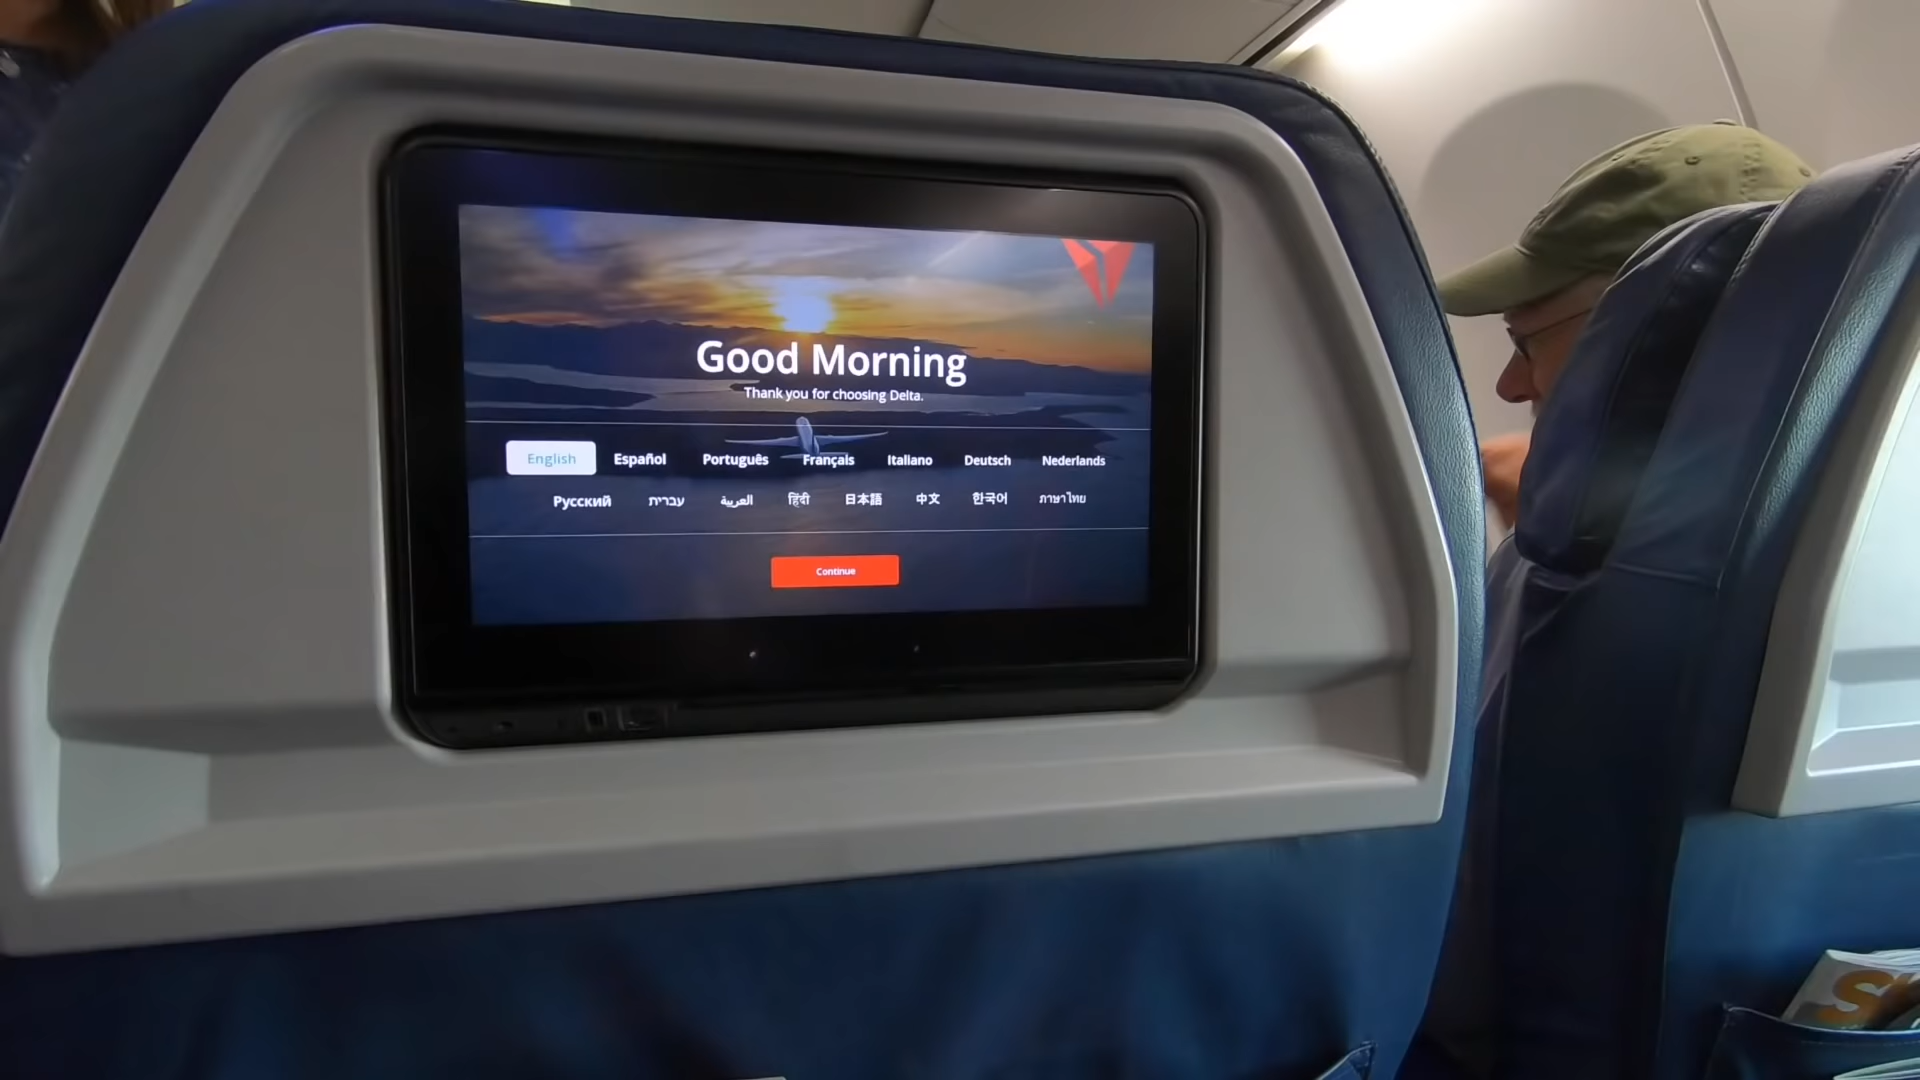 Good Morning
Thank you for choosing Delta.
English Español Português Français Italiano Deutsch Nederlands
Русский עברית العربية हिंदी 日本語 中文 한국어 ภาษาไทย
Continue